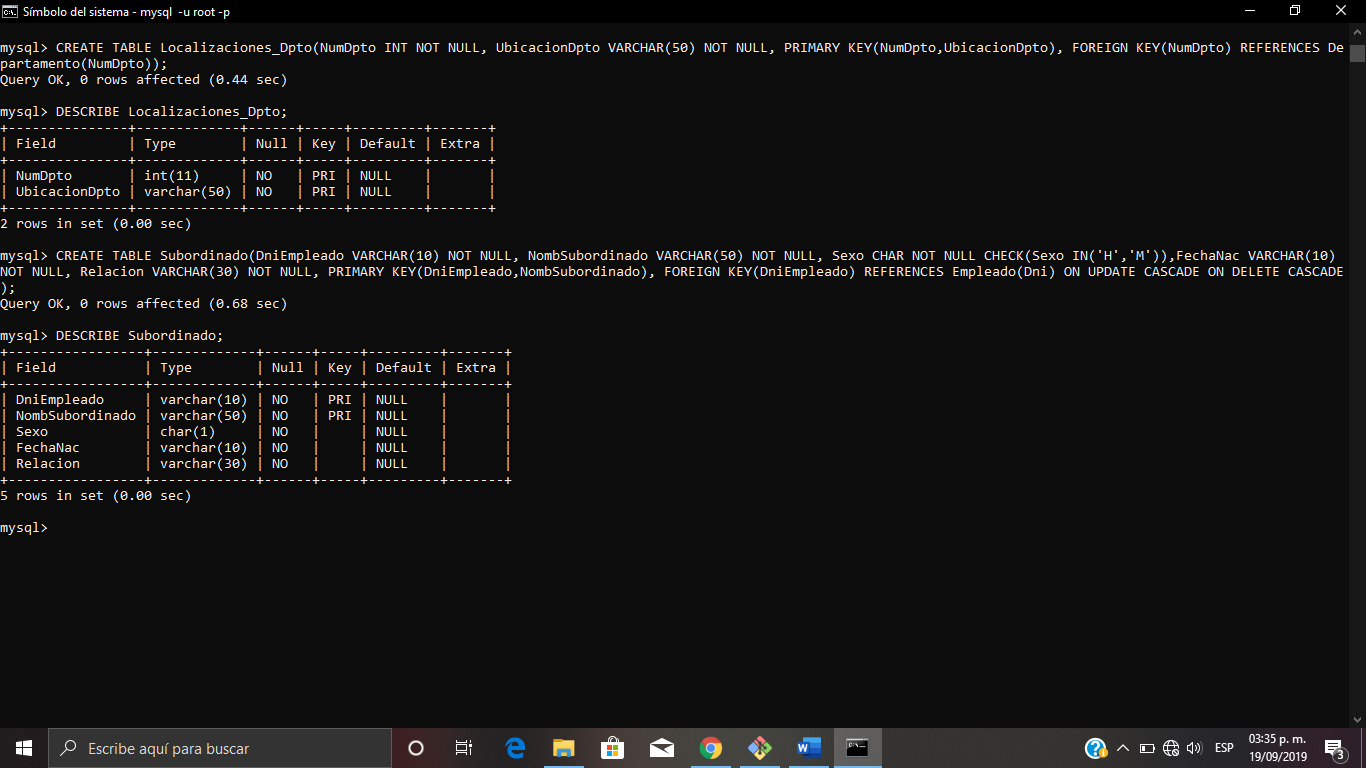 Símbolo del sistema - mysql  -u root -p
mysql> CREATE TABLE Localizaciones_Dpto(NumDpto INT NOT NULL, UbicacionDpto VARCHAR(50) NOT NULL, PRIMARY KEY(NumDpto,UbicacionDpto), FOREIGN KEY(NumDpto) REFERENCES De
partamento(NumDpto));
Query OK, 0 rows affected (0.44 sec)
mysql> DESCRIBE Localizaciones_Dpto;
+---------------+-------------+------+-----+---------+-------+
| Field         | Type        | Null | Key | Default | Extra |
+---------------+-------------+------+-----+---------+-------+
| NumDpto       | int(11)     | NO   | PRI | NULL    |       |
| UbicacionDpto | varchar(50) | NO   | PRI | NULL    |       |
+---------------+-------------+------+-----+---------+-------+
2 rows in set (0.00 sec)
mysql> CREATE TABLE Subordinado(DniEmpleado VARCHAR(10) NOT NULL, NombSubordinado VARCHAR(50) NOT NULL, Sexo CHAR NOT NULL CHECK(Sexo IN('H','M')),FechaNac VARCHAR(10)
NOT NULL, Relacion VARCHAR(30) NOT NULL, PRIMARY KEY(DniEmpleado,NombSubordinado), FOREIGN KEY(DniEmpleado) REFERENCES Empleado(Dni) ON UPDATE CASCADE ON DELETE CASCADE
);
Query OK, 0 rows affected (0.68 sec)
mysql> DESCRIBE Subordinado;
+-----------------+-------------+------+-----+---------+-------+
| Field           | Type        | Null | Key | Default | Extra |
+-----------------+-------------+------+-----+---------+-------+
| DniEmpleado     | varchar(10) | NO   | PRI | NULL    |       |
| NombSubordinado | varchar(50) | NO   | PRI | NULL    |       |
| Sexo            | char(1)     | NO   |     | NULL    |       |
| FechaNac        | varchar(10) | NO   |     | NULL    |       |
| Relacion        | varchar(30) | NO   |     | NULL    |       |
+-----------------+-------------+------+-----+---------+-------+
5 rows in set (0.00 sec)
mysql>
Escribe aquí para buscar
ESP
03:35 p. m.
19/09/2019
3